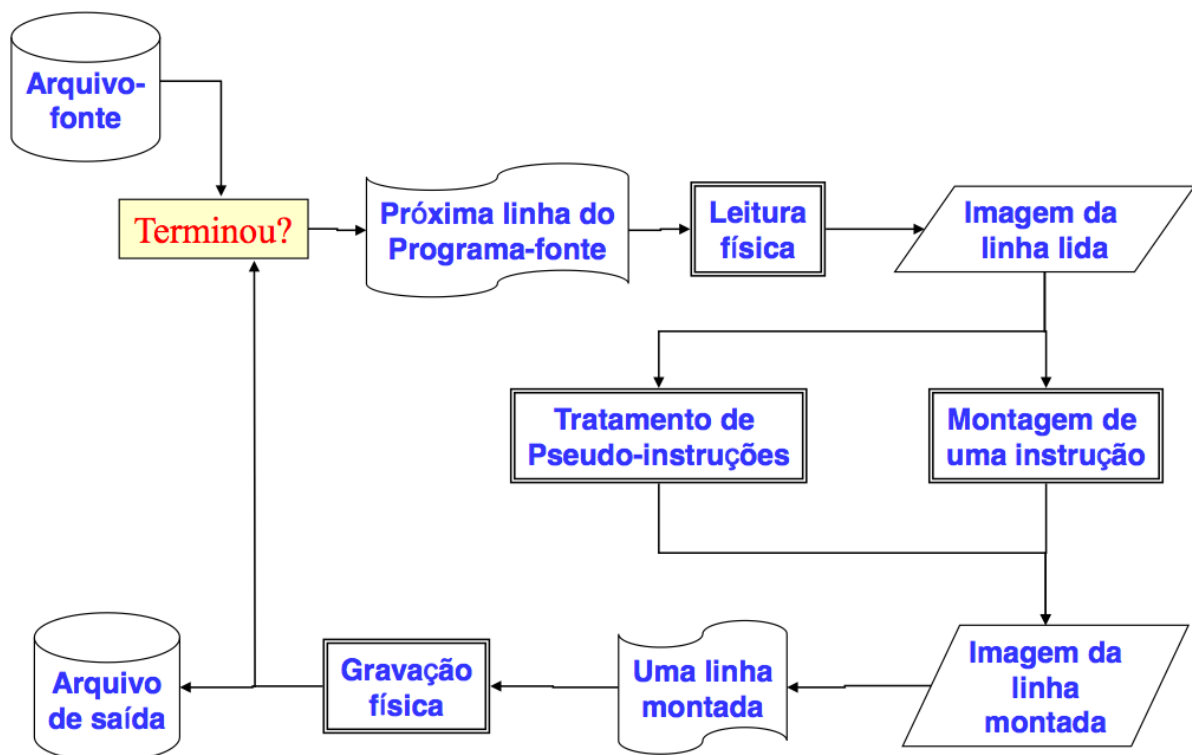 Arquivo-
fonte
Terminou?
Próxima linha do
Programa-fonte
Leitura
física
Imagem da
linha lida
Tratamento de
Pseudo-instruções
Montagem de
uma instrução
Imagem da
linha
montada
Uma linha
montada
Gravação
física
Arquivo
de saída